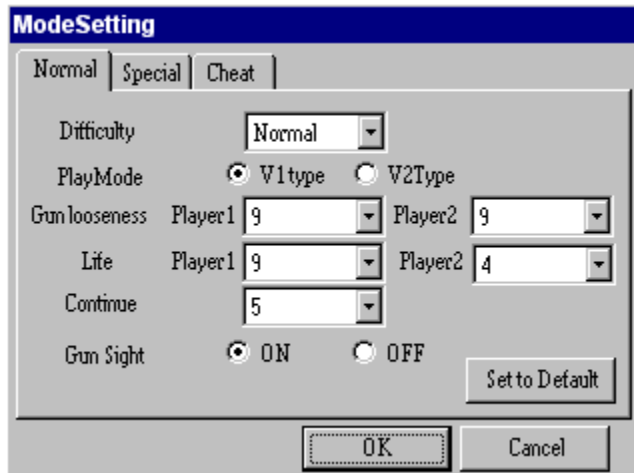 ModeSetting
Normal Special Cheat
Difficulty Normal
PlayMode V1type V2Type
Gun looseness Player1 9 Player2 9
Life Player1 9 Player2 4
Continue 5
Gun Sight ON OFF
Set to Default
OK Cancel